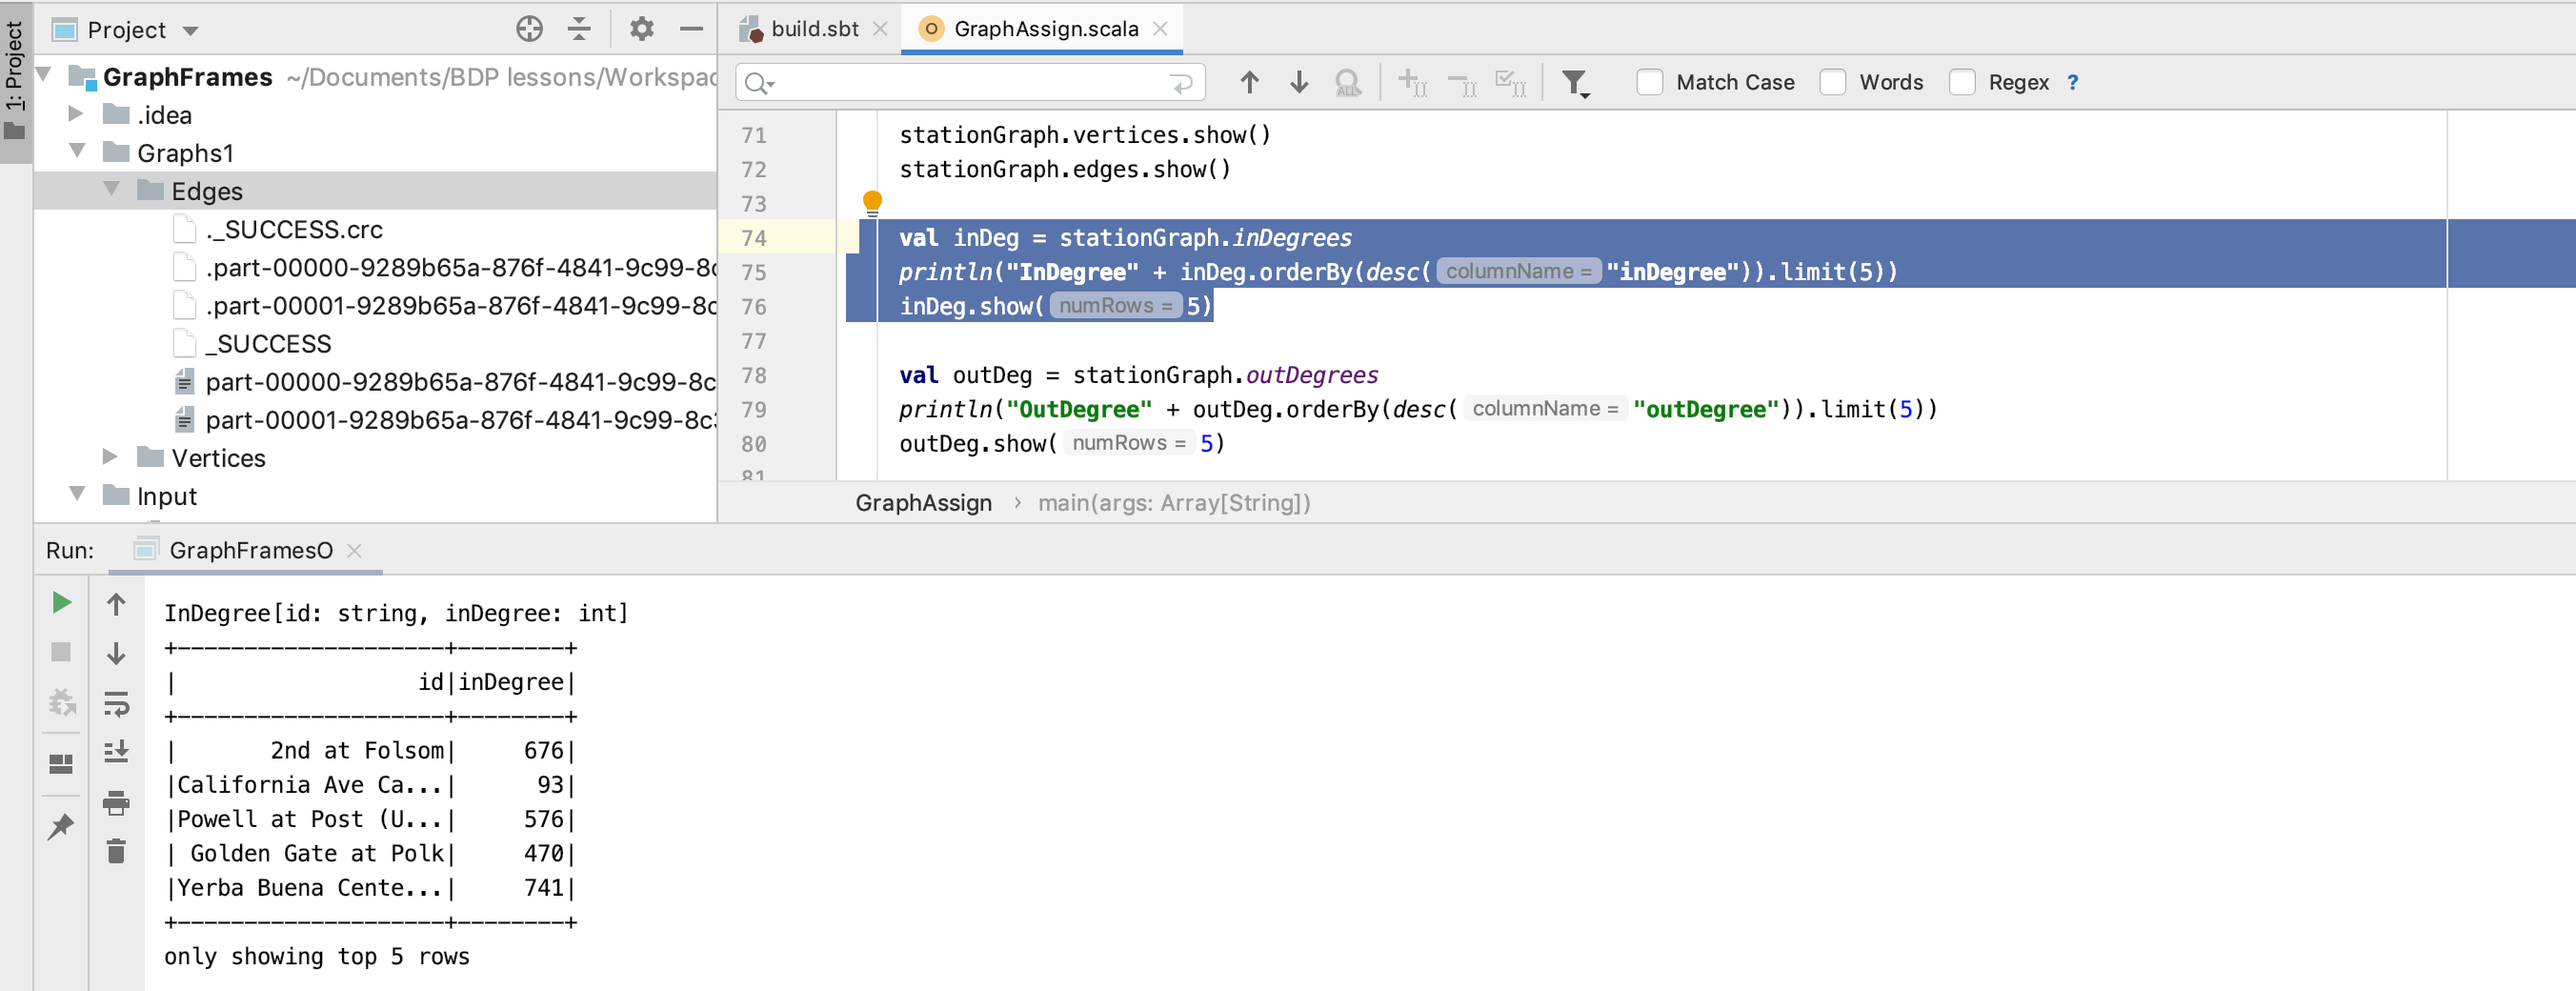 1: Project
Project
GraphFrames ~/Documents/BDP lessons/Workspac
.idea
Graphs1
Edges
._SUCCESS.crc
.part-00000-9289b65a-876f-4841-9c99-8c
.part-00001-9289b65a-876f-4841-9c99-8c
_SUCCESS
part-00000-9289b65a-876f-4841-9c99-8c
part-00001-9289b65a-876f-4841-9c99-8c
Vertices
Input
build.sbt
GraphAssign.scala
Match Case Words Regex ?
71 stationGraph.vertices.show()
72 stationGraph.edges.show()
73
74 val inDeg = stationGraph.inDegrees
75 println("InDegree" + inDeg.orderBy(desc( columnName = "inDegree")).limit(5))
76 inDeg.show( numRows = 5)
77
78 val outDeg = stationGraph.outDegrees
79 println("OutDegree" + outDeg.orderBy(desc( columnName = "outDegree")).limit(5))
80 outDeg.show( numRows = 5)
81
GraphAssign › main(args: Array[String])
Run: GraphFramesO
InDegree[id: string, inDegree: int]
+--------------------+--------+
|                  id|inDegree|
+--------------------+--------+
|       2nd at Folsom|     676|
|California Ave Ca...|      93|
|Powell at Post (U...|     576|
| Golden Gate at Polk|     470|
|Yerba Buena Cente...|     741|
+--------------------+--------+
only showing top 5 rows